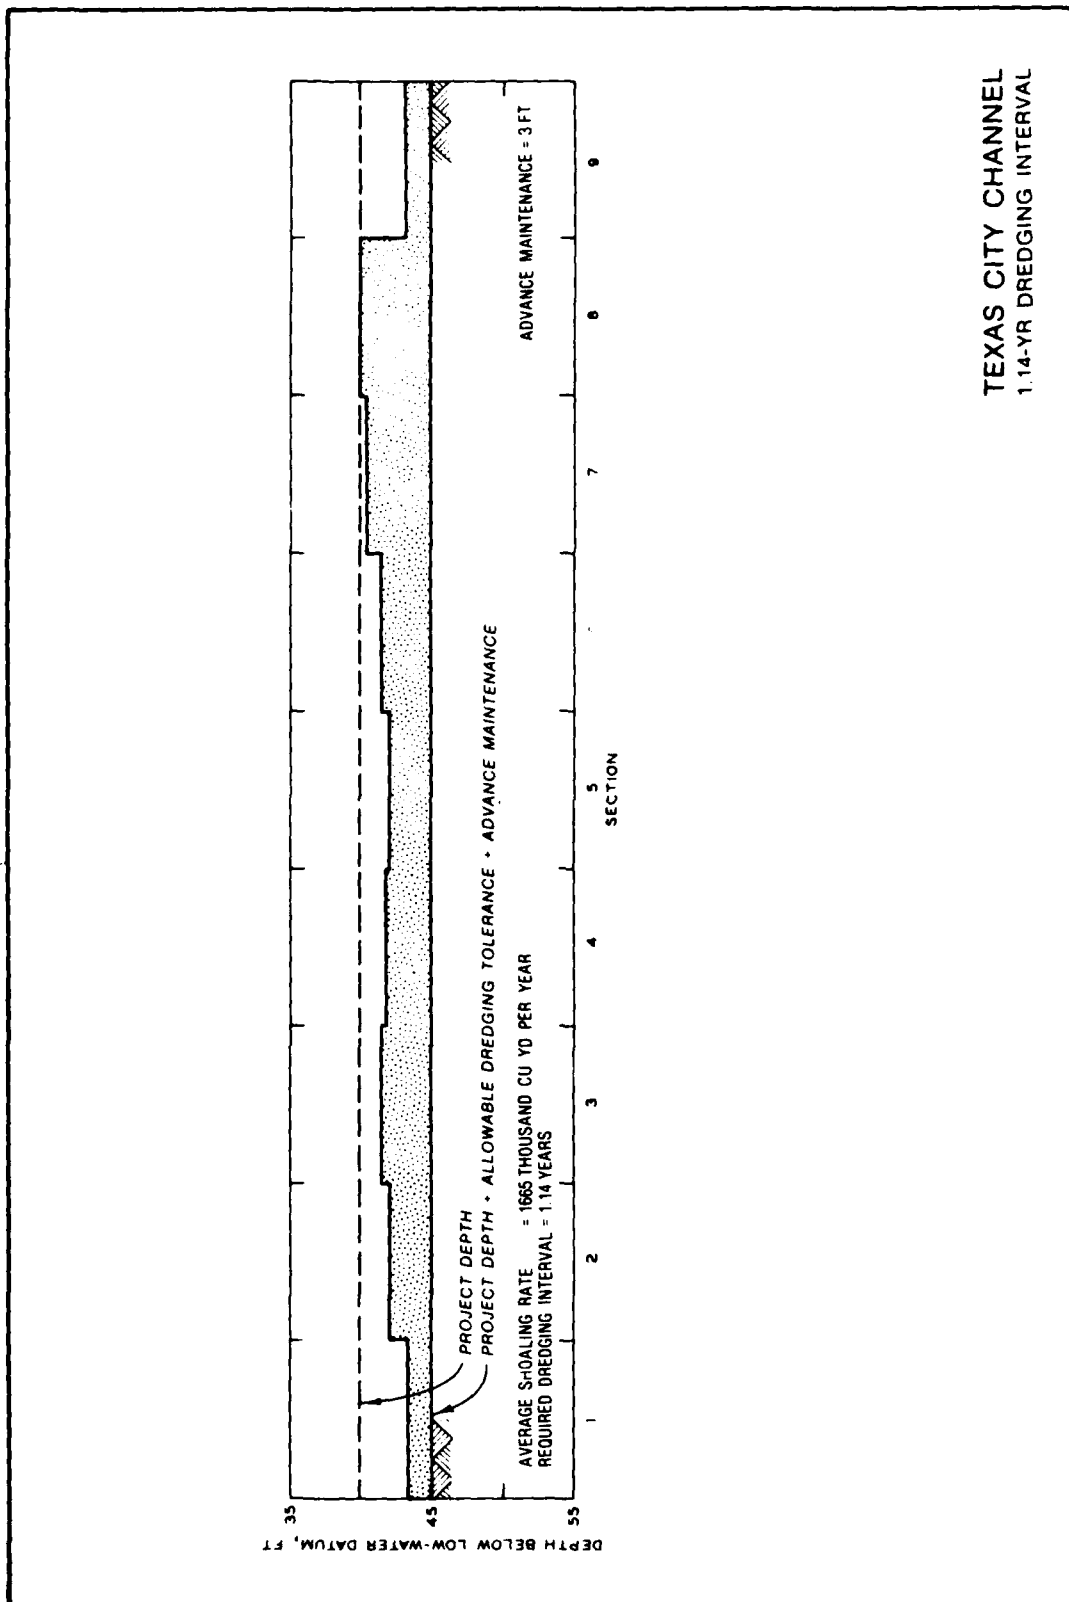 35
45
55
DEPTH BELOW LOW-WATER DATUM, FT
PROJECT DEPTH
PROJECT DEPTH + ALLOWABLE DREDGING TOLERANCE + ADVANCE MAINTENANCE
AVERAGE SHOALING RATE = 1665 THOUSAND CU YD PER YEAR
REQUIRED DREDGING INTERVAL = 1.14 YEARS
ADVANCE MAINTENANCE = 3 FT
1 2 3 4 5 7 8 9
SECTION
TEXAS CITY CHANNEL
1.14-YR DREDGING INTERVAL